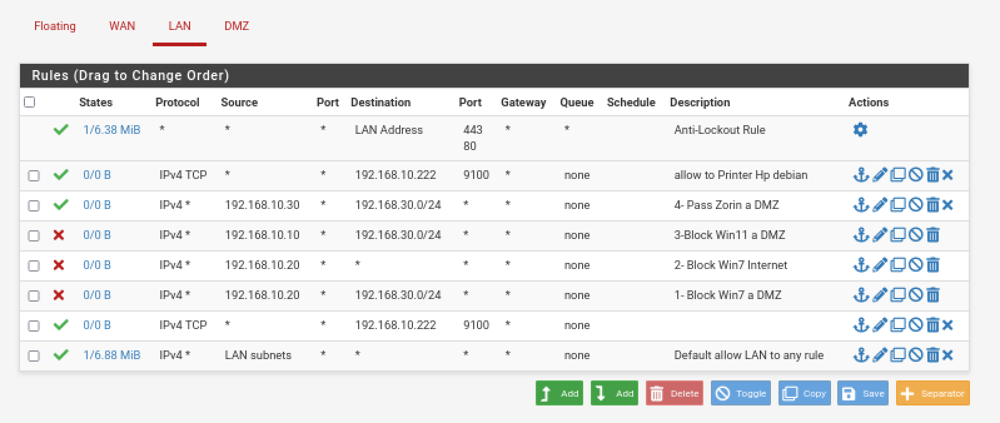 Floating WAN LAN DMZ
Rules (Drag to Change Order)
States Protocol Source Port Destination Port Gateway Queue Schedule Description Actions
1/6.38 MiB * * * LAN Address 443 * * Anti-Lockout Rule
80
0/0 B IPv4 TCP * * 192.168.10.222 9100 * none allow to Printer Hp debian
0/0 B IPv4 * 192.168.10.30 * 192.168.30.0/24 * * none 4- Pass Zorin a DMZ
0/0 B IPv4 * 192.168.10.10 * 192.168.30.0/24 * * none 3-Block Win11 a DMZ
0/0 B IPv4 * 192.168.10.20 * * * * none 2- Block Win7 Internet
0/0 B IPv4 * 192.168.10.20 * 192.168.30.0/24 * * none 1- Block Win7 a DMZ
0/0 B IPv4 TCP * * 192.168.10.222 9100 * none
1/6.88 MiB IPv4 * LAN subnets * * * * none Default allow LAN to any rule
Add Add Delete Toggle Copy Save Separator